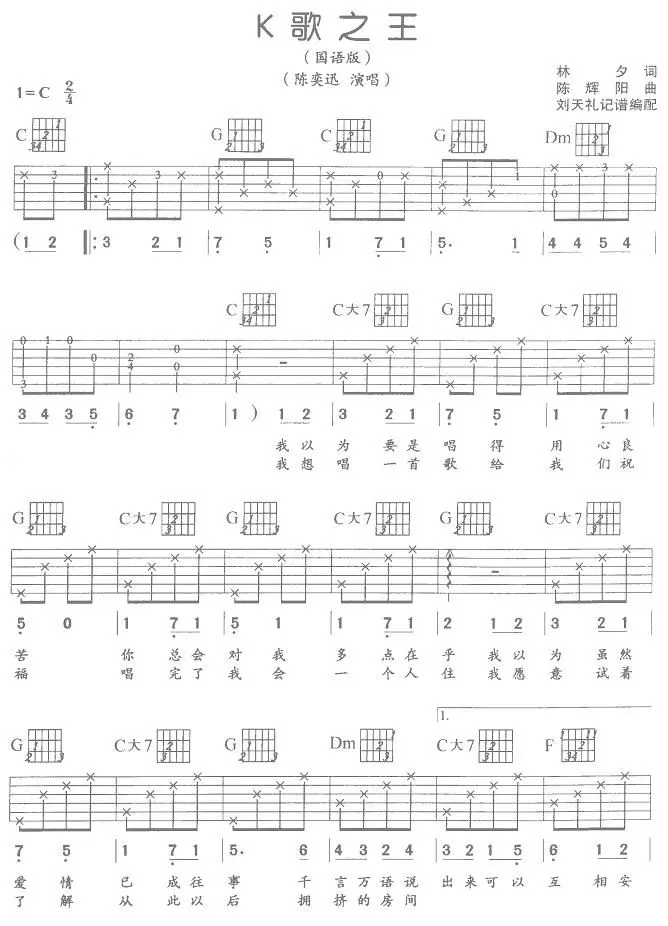 K歌之王
(国语版)
(陈奕迅 演唱)
林夕词
陈辉阳曲
刘天礼记谱编配
1=C 2/4
C G C G Dm
(1 2 3 2 1 7 5 1 7 1 5· 1 4 4 5 4
C C大7 G C大7
3 4 3 5 6 7 1) 1 2 3 2 1 7 5 1 7 1
我以为要是唱得用心良
我想唱一首歌给我们祝
G C大7 G C大7 G C大7
5 0 1 7 1 5 1 1 7 1 2 1 2 3 2 1
苦你总会对我多点在乎我以为虽然
福唱完了我会一个人住我愿意试着
1.
G C大7 G Dm C大7 F
7 5 1 7 1 5· 6 4 3 2 4 3 2 1 5 6 1 2
爱情已成往事千言万语说出来可以互相安
了解从此以后拥挤的房间